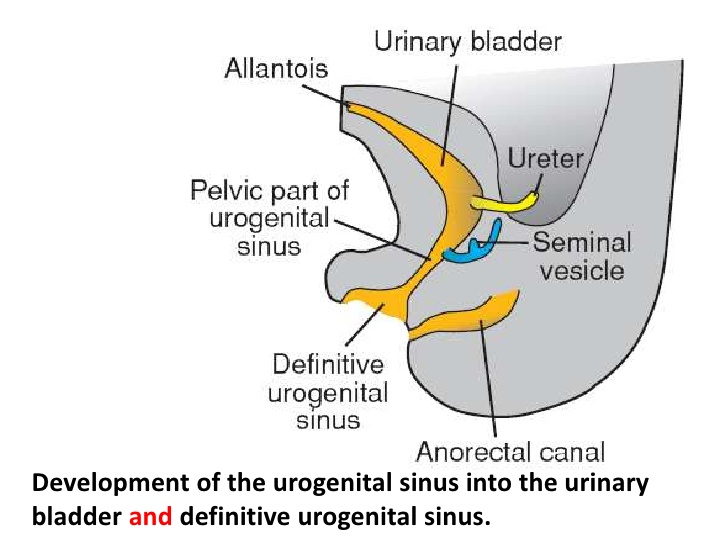 Urinary bladder
Allantois
Ureter
Pelvic part of
urogenital
sinus
Seminal
vesicle
Definitive
urogenital
sinus
Anorectal canal
Development of the urogenital sinus into the urinary
bladder and definitive urogenital sinus.